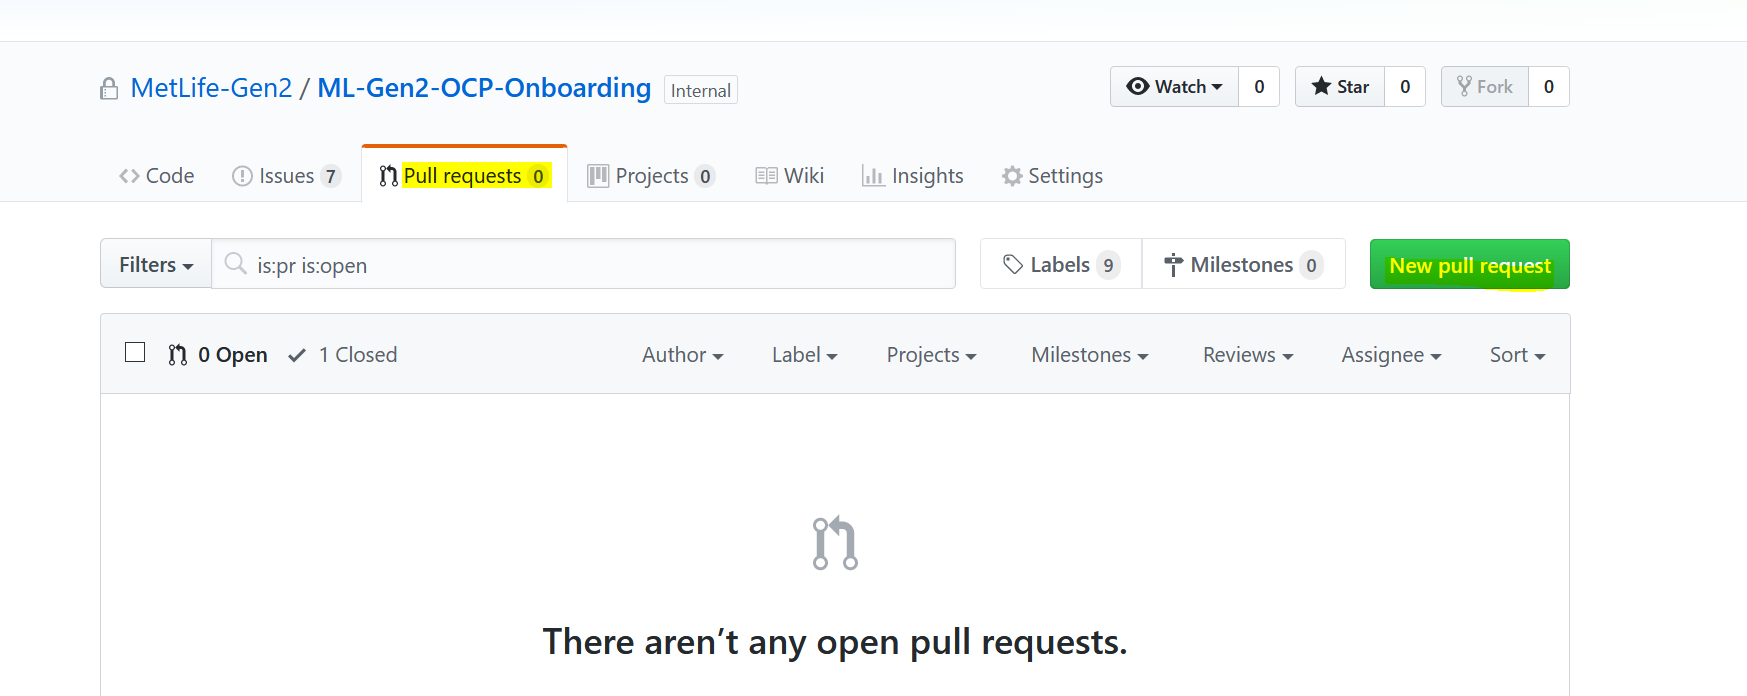 MetLife-Gen2 / ML-Gen2-OCP-Onboarding Internal Watch 0 Star 0 Fork 0
Code Issues 7 Pull requests 0 Projects 0 Wiki Insights Settings
Filters is:pr is:open Labels 9 Milestones 0 New pull request
0 Open 1 Closed Author Label Projects Milestones Reviews Assignee Sort
There aren’t any open pull requests.